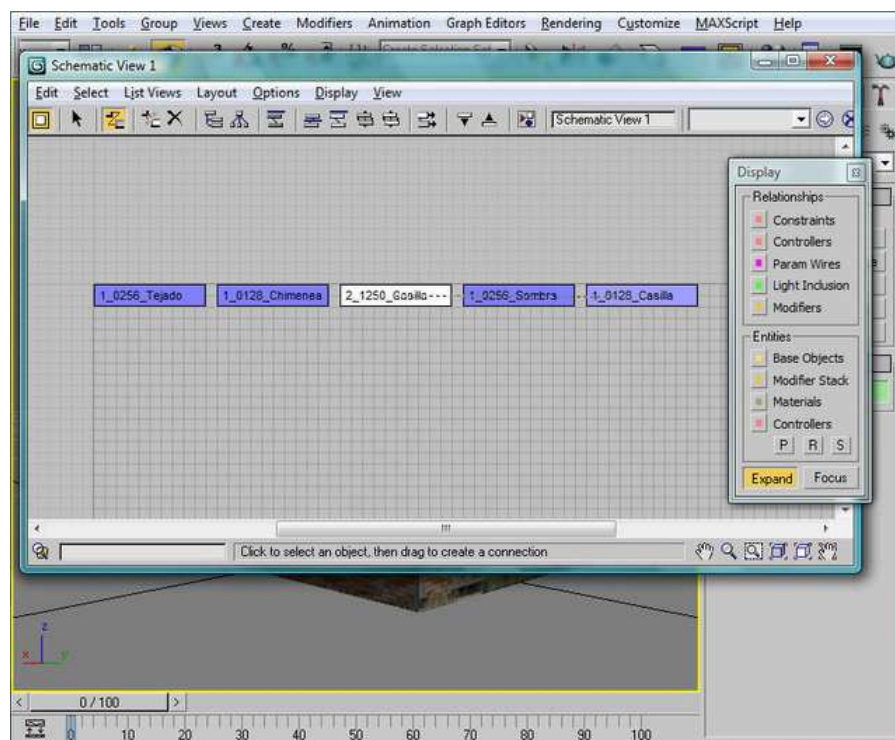 File Edit Tools Group Views Create Modifiers Animation Graph Editors Rendering Customize MAXScript Help
Schematic View 1
Edit Select List Views Layout Options Display View
Schematic View 1
Display
Relationships
Constraints
Controllers
Param Wires
Light Inclusion
Modifiers
1_0256_Tejado 1_0128_Chimenea 2_1250_Casilla 1_0256_Sombra 1_0128_Casilla
Entities
Base Objects
Modifier Stack
Materials
Controllers
P R S
Expand Focus
Click to select an object, then drag to create a connection
z
x y
0 / 100
0 10 20 30 40 50 60 70 80 90 100